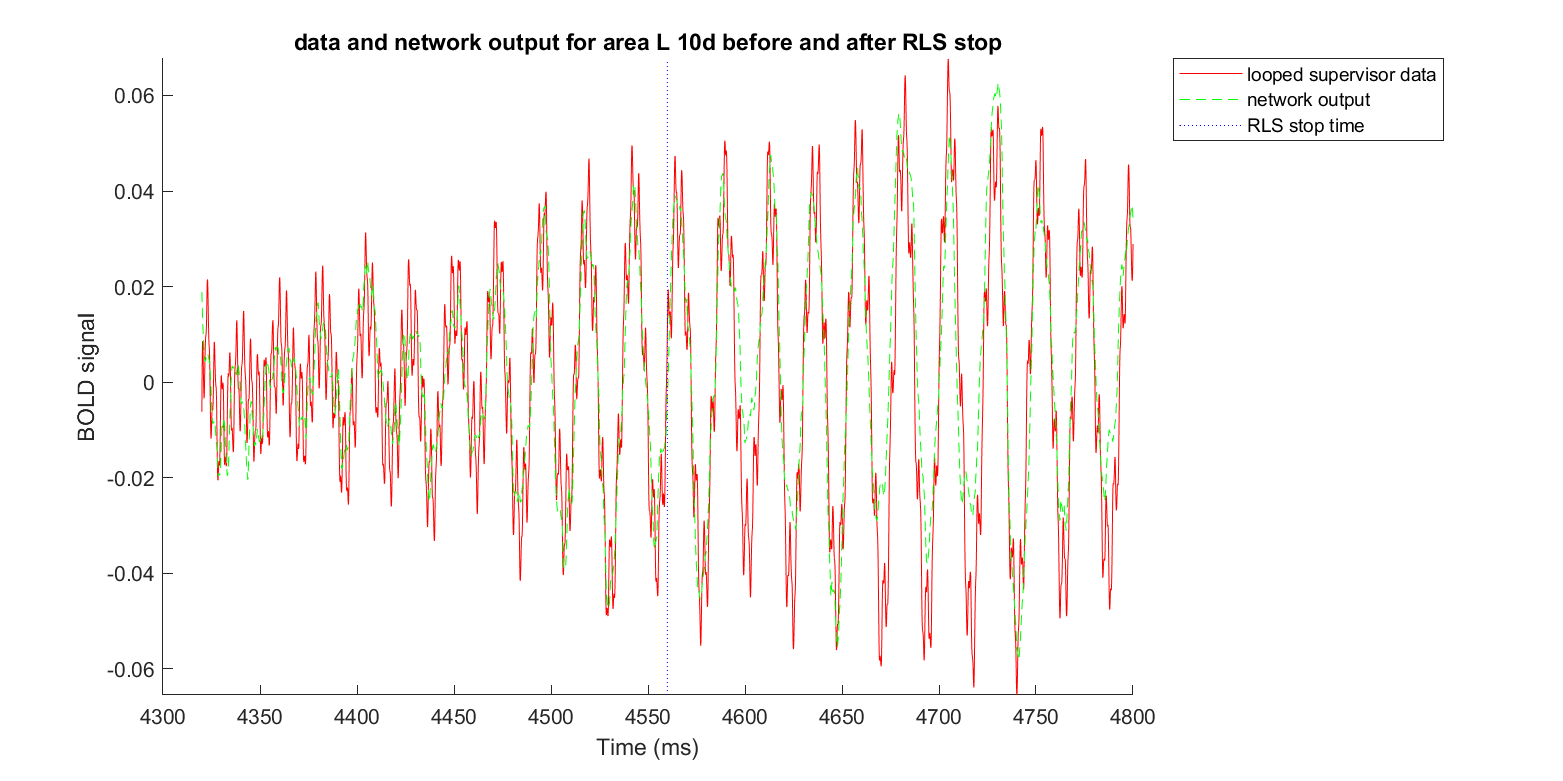 data and network output for area L 10d before and after RLS stop
looped supervisor data
network output
RLS stop time
BOLD signal
0.06
0.04
0.02
0
-0.02
-0.04
-0.06
4300 4350 4400 4450 4500 4550 4600 4650 4700 4750 4800
Time (ms)